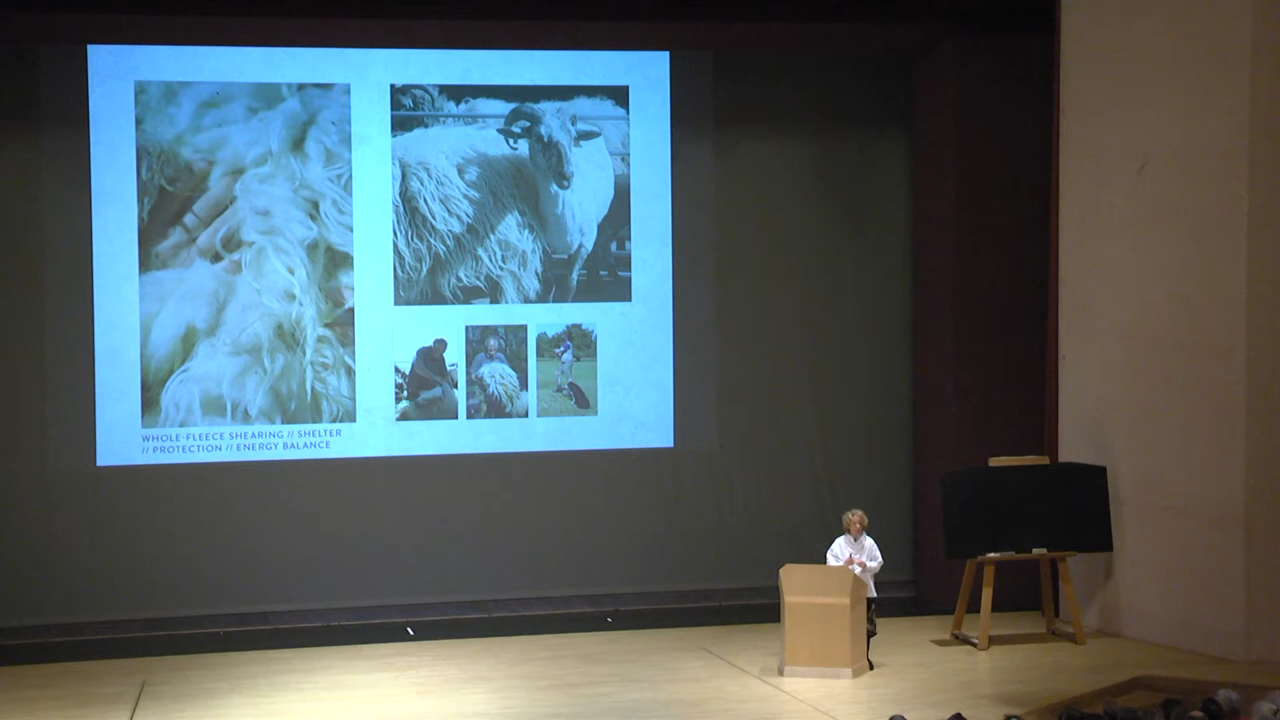 WHOLE-FLEECE SHEARING // SHELTER
// PROTECTION // ENERGY BALANCE